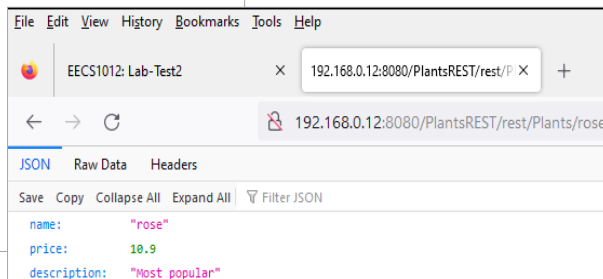 File Edit View History Bookmarks Tools Help
EECS1012: Lab-Test2 × 192.168.0.12:8080/PlantsREST/rest/Pl × +
192.168.0.12:8080/PlantsREST/rest/Plants/rose
JSON Raw Data Headers
Save Copy Collapse All Expand All Filter JSON
name: "rose"
price: 10.9
description: "Most popular"